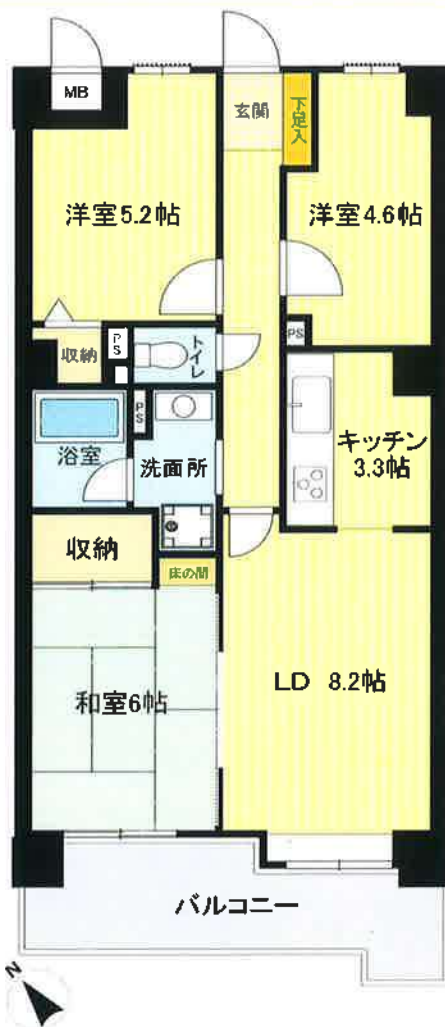 MB
玄関
下足入
洋室5.2帖
洋室4.6帖
収納
PS
トイレ
PS
PS
浴室
洗面所
キッチン
3.3帖
収納
床の間
和室6帖
LD 8.2帖
バルコニー
N